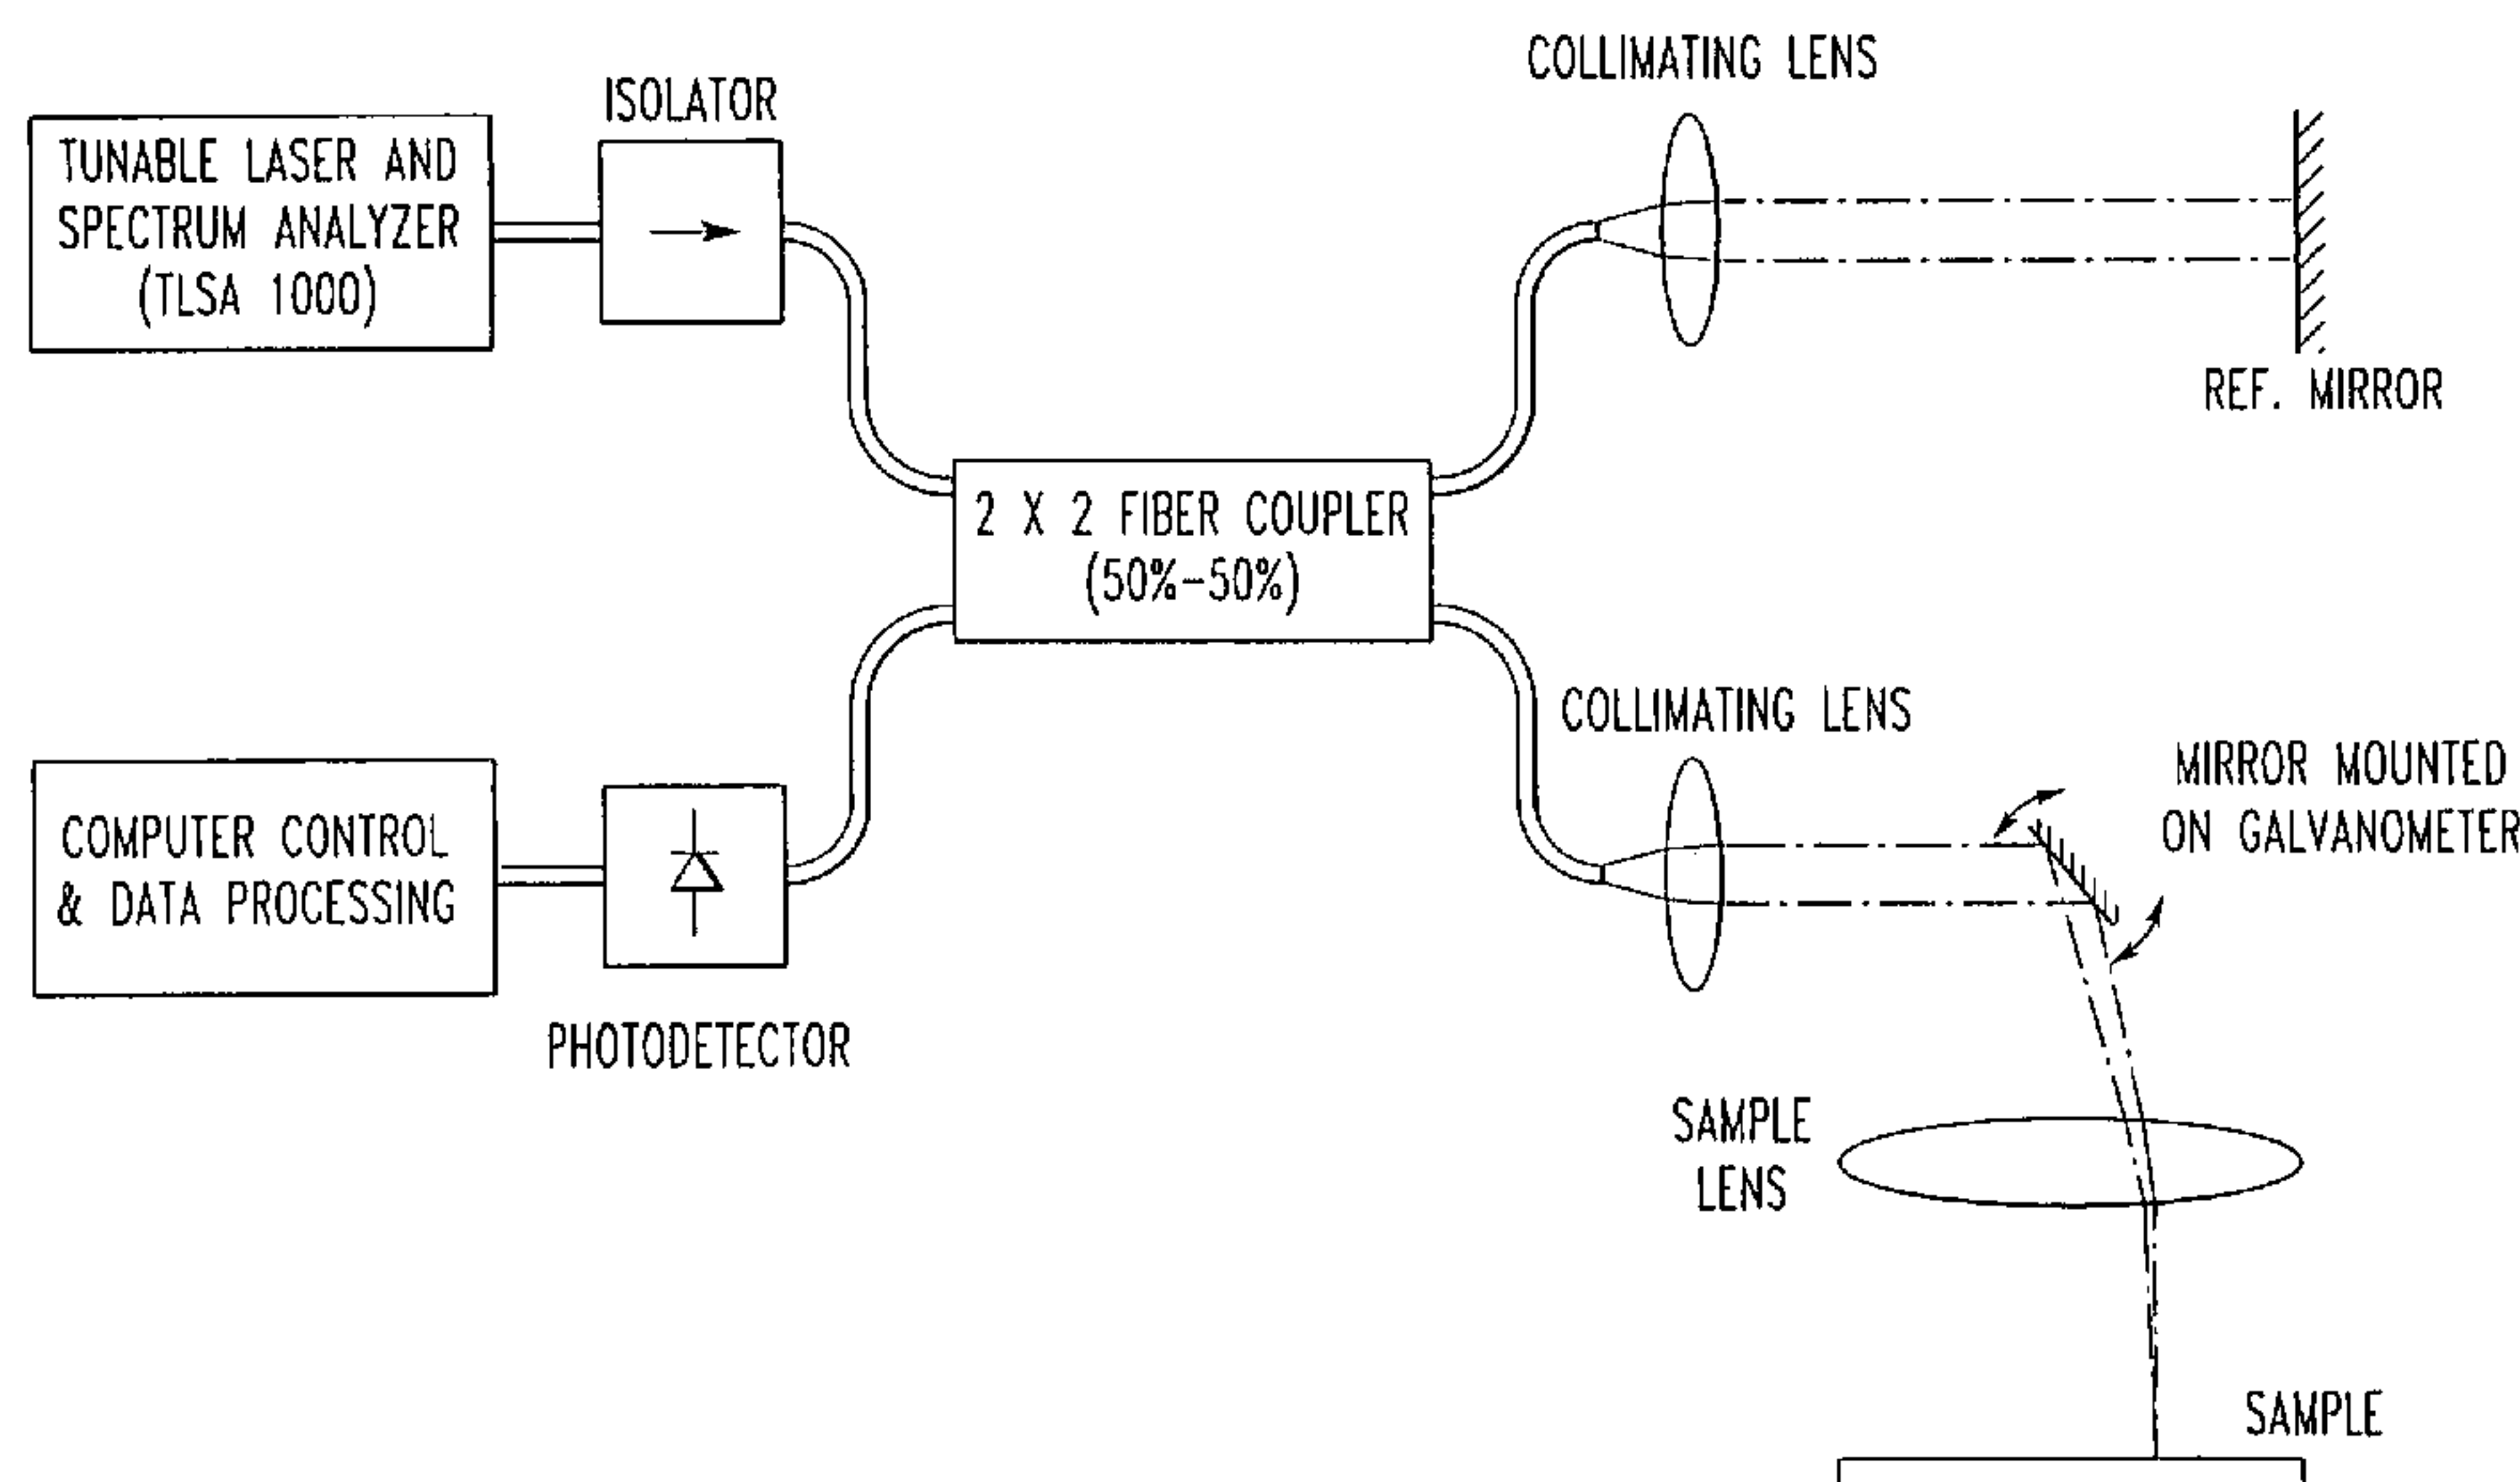 COLLIMATING LENS
ISOLATOR
TUNABLE LASER AND
SPECTRUM ANALYZER
(TLSA 1000)
REF. MIRROR
2 X 2 FIBER COUPLER
(50%-50%)
COLLIMATING LENS
MIRROR MOUNTED
ON GALVANOMETER
COMPUTER CONTROL
& DATA PROCESSING
PHOTODETECTOR
SAMPLE
LENS
SAMPLE